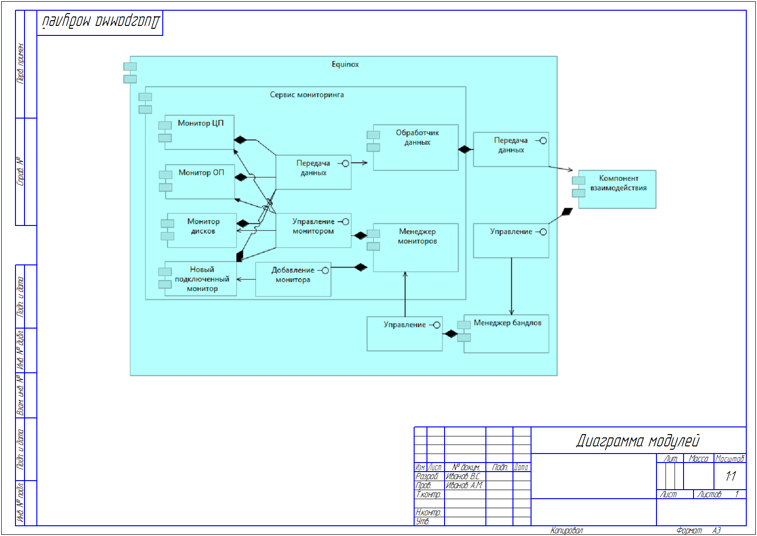 Диаграмма модулей
Перв. примен.
Справ. №
Подп. и дата
Инв. № дубл.
Взам. инв. №
Подп. и дата
Инв. № подл.
Equinox
Сервис мониторинга
Монитор ЦП
Монитор ОП
Монитор
дисков
Новый
подключенный
монитор
Передача
данных
Управление
монитором
Добавление
монитора
Обработчик
данных
Менеджер
мониторов
Управление
Передача
данных
Управление
Менеджер бандлов
Компонент
взаимодействия
Изм. Лист № докум. Подп. Дата
Разраб. Иванов В.С.
Пров. Иванов А.М.
Т.контр.
Н.контр.
Утв.
Диаграмма модулей
Лит. Масса Масштаб
1:1
Лист Листов 1
Копировал Формат А3